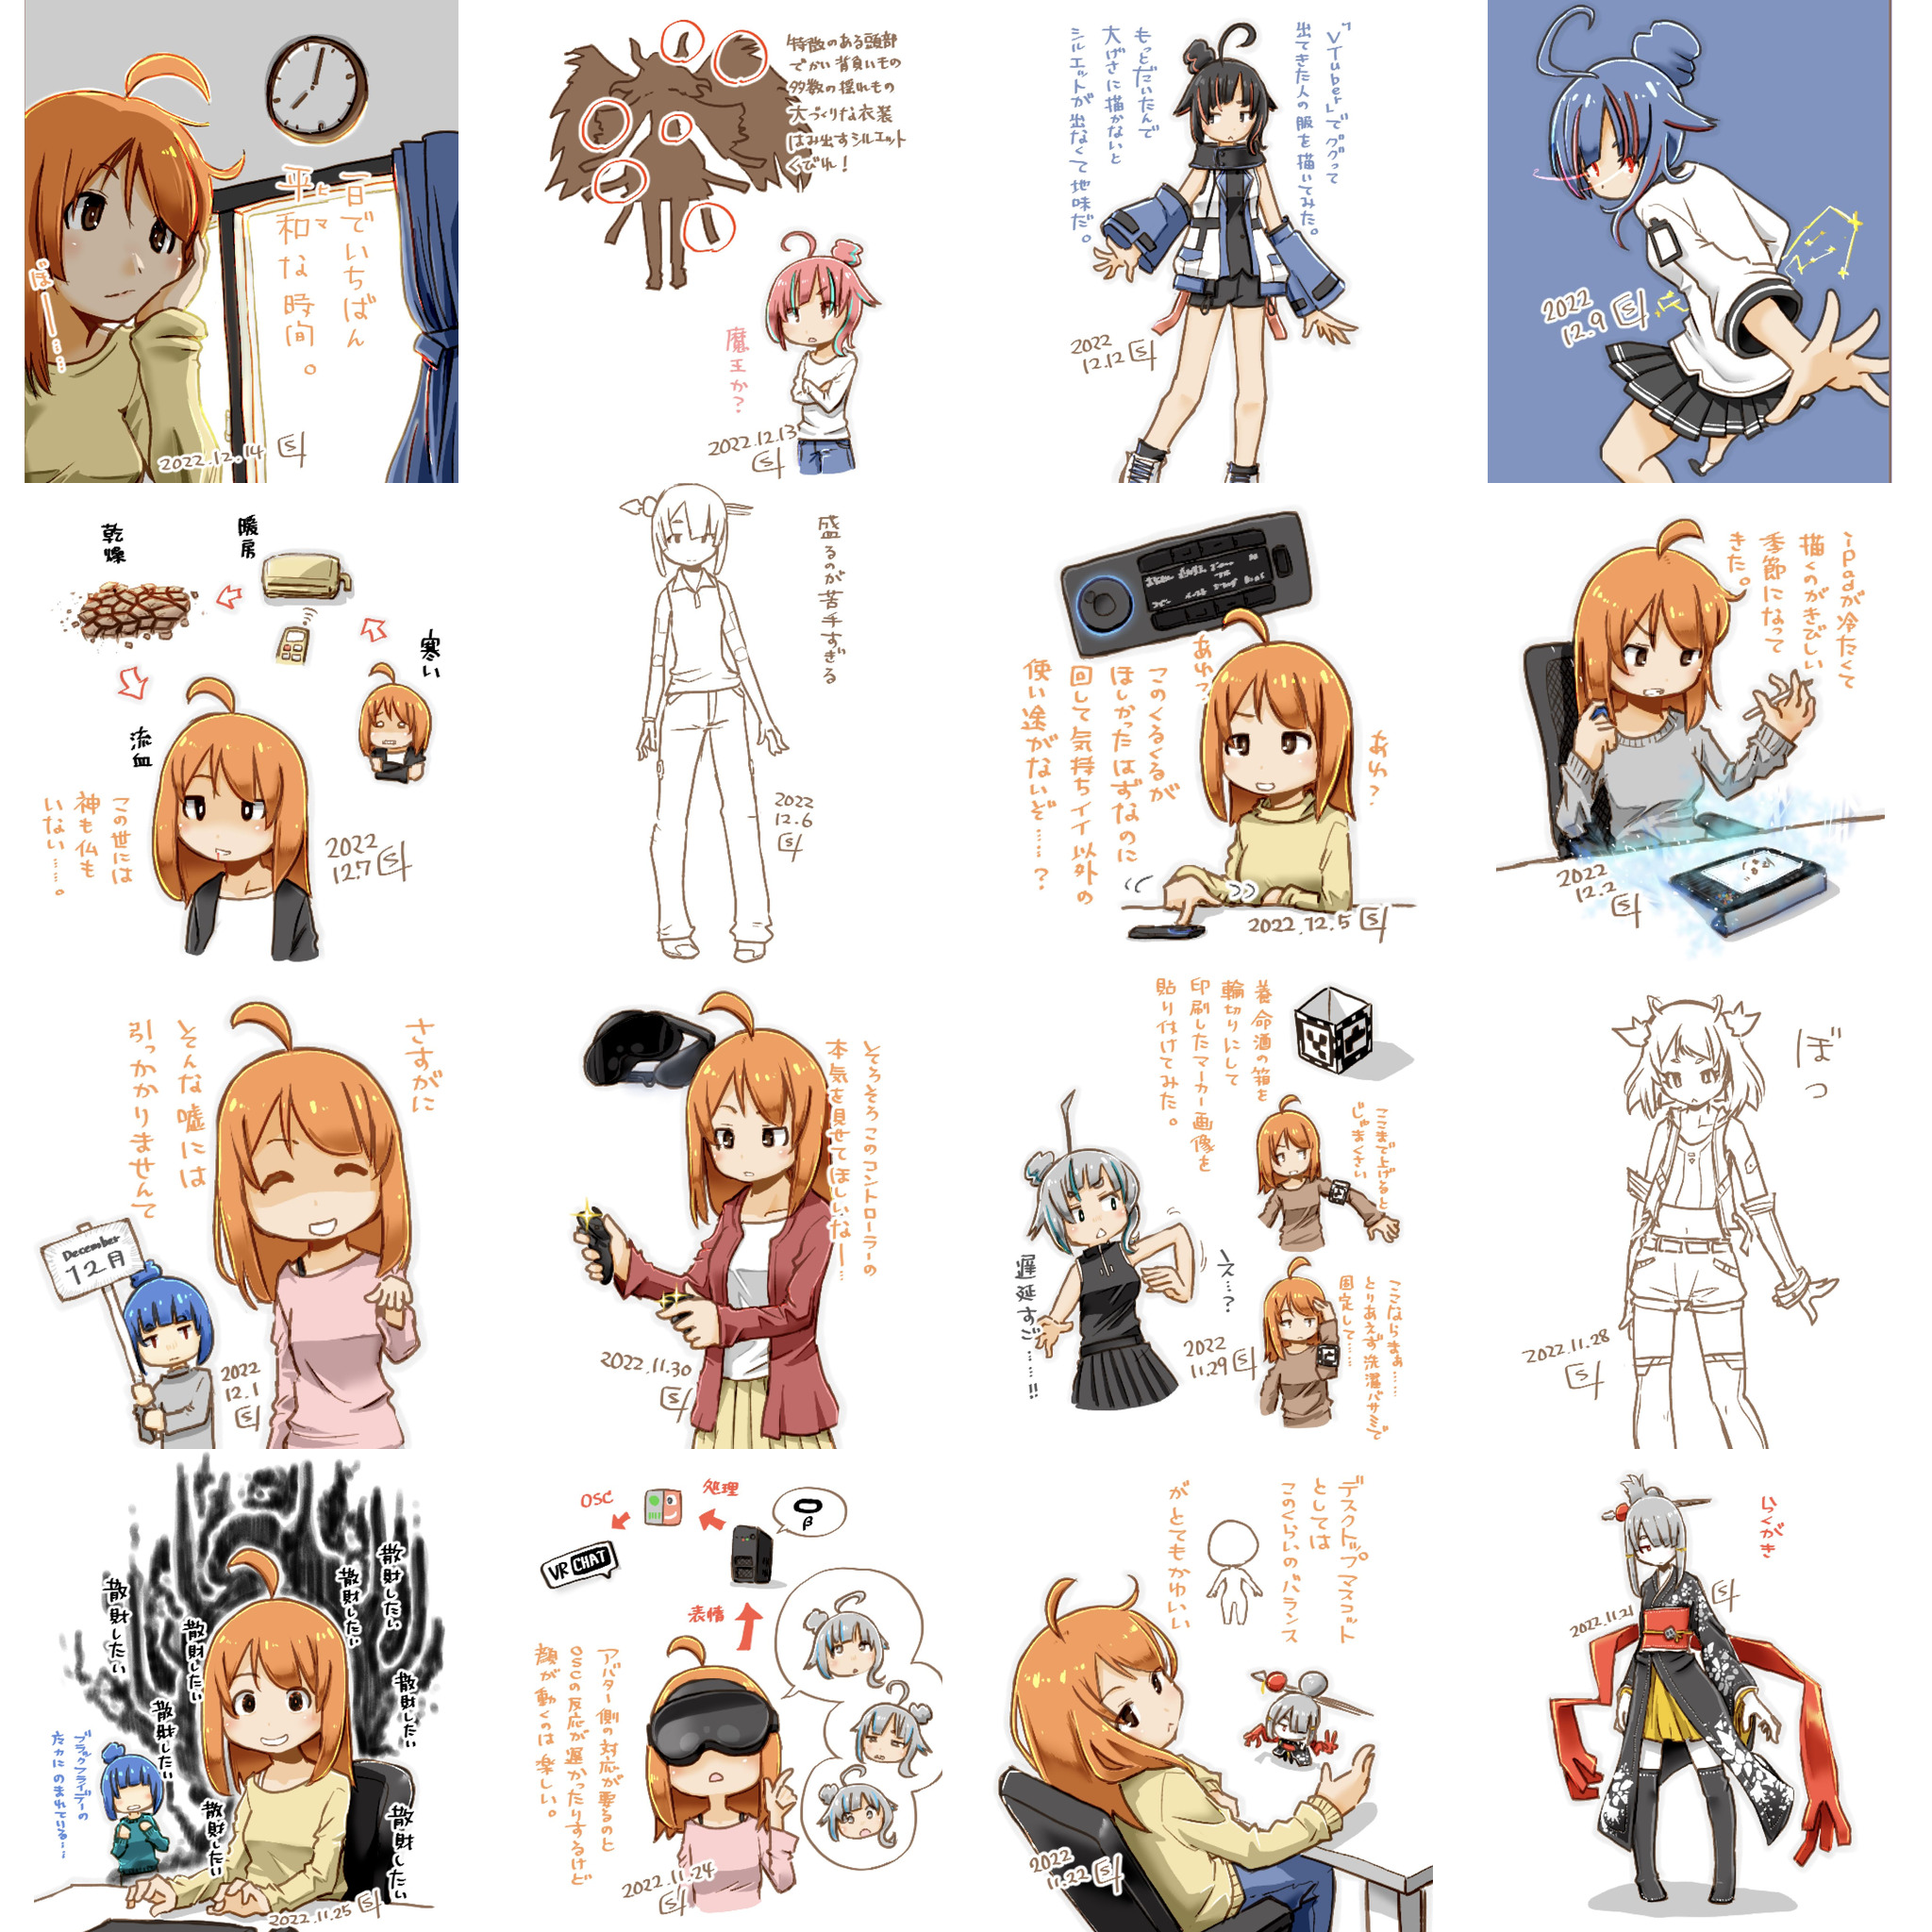 一日でいちばん
平和な時間。
ヒマ
ぼーーー……
2022.12.14
特徴のある頭部
でかい背負いもの
多数の揺れもの
大づくりな衣装
はみ出すシルエット
くびれ!
魔王か?
2022.12.13
「VTuber」でググって
出てきた人の服を描いてみた。
もっとだいたんで
大げさに描かないと
シルエットが出なくて地味だ。
2022
12.12
2022
12.9
寒い
暖房
乾燥
流血
この世には
神も仏も
いない……。
2022
12.7
盛るのが苦手すぎる
2022
12.6
あれ?
あれっ?
このくるくるが
ほしかったはずなのに
回して気持ちイイ以外の
使い途がないぞ……?
2022.12.5
iPadが冷たくて
描くのがきびしい
季節になって
きた。
2022
12.2
さすがに
そんな嘘には
引っかかりませんて
December
12月
2022
12.1
そろそろこのコントローラーの
本気を見せてほしいなー…
2022.11.30
養命酒の箱を
輪切りにして
印刷したマーカー画像を
貼り付けてみた。
ここまで上げると
じゃまくさい
ここならまぁ……
とりあえず洗濯バサミで
固定して……
うえ…?
遅延すご……!!
2022
11.29
ぼっ
2022.11.28
散財したい
散財したい
散財したい
散財したい
散財したい
散財したい
散財したい
散財したい
ブラックフライデーの
力にのまれている…
2022.11.25
OSC
処理
β
VRCHAT
表情
アバター側の対応が要るのと
OSCの反応が遅かったりするけど
顔が動くのは楽しい。
2022.11.24
デスクトップマスコット
としては
このくらいのバランス
がとてもかわいい
2022
11.22
らくがき
2022.11.21